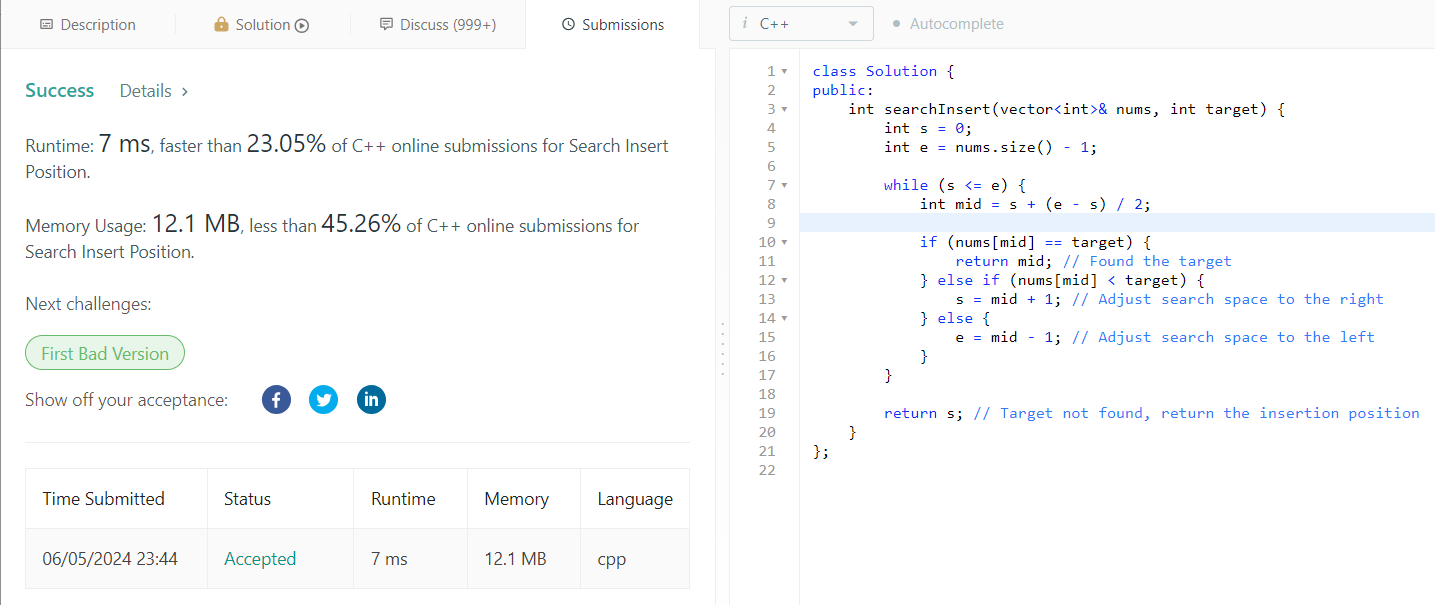 Description
Solution
Discuss (999+)
Submissions
Success
Details >
Runtime: 7 ms, faster than 23.05% of C++ online submissions for Search Insert
Position.
Memory Usage: 12.1 MB, less than 45.26% of C++ online submissions for
Search Insert Position.
Next challenges:
First Bad Version
Show off your acceptance:
Time Submitted Status Runtime Memory Language
06/05/2024 23:44 Accepted 7 ms 12.1 MB cpp
i C++
Autocomplete
1 class Solution {
2 public:
3     int searchInsert(vector<int>& nums, int target) {
4         int s = 0;
5         int e = nums.size() - 1;
6
7         while (s <= e) {
8             int mid = s + (e - s) / 2;
9
10             if (nums[mid] == target) {
11                 return mid; // Found the target
12             } else if (nums[mid] < target) {
13                 s = mid + 1; // Adjust search space to the right
14             } else {
15                 e = mid - 1; // Adjust search space to the left
16             }
17         }
18
19         return s; // Target not found, return the insertion position
20     }
21 };
22